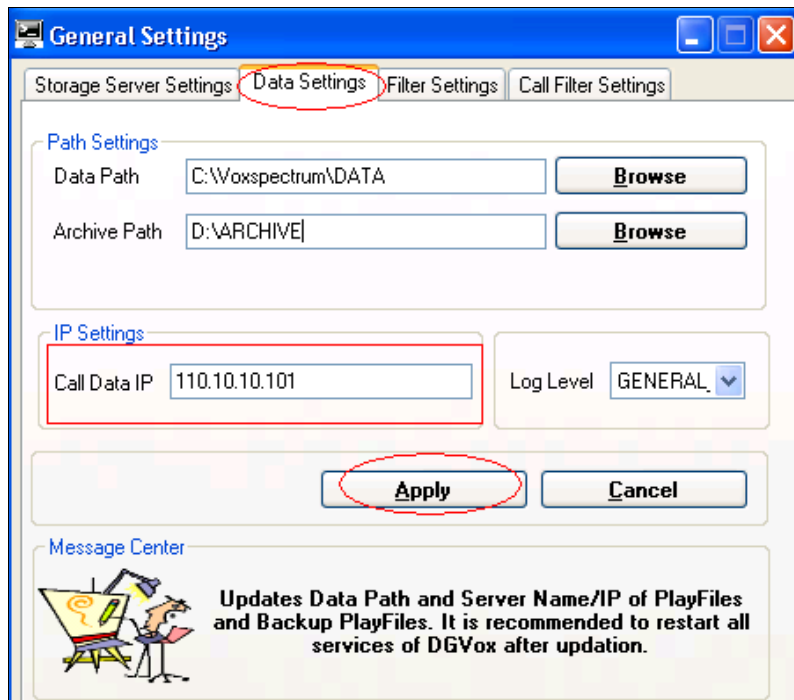 General Settings
Storage Server Settings Data Settings Filter Settings Call Filter Settings
Path Settings
Data Path C:\Voxspectrum\DATA Browse
Archive Path D:\ARCHIVE Browse
IP Settings
Call Data IP 110.10.10.101 Log Level GENERAL_
Apply Cancel
Message Center
Updates Data Path and Server Name/IP of PlayFiles
and Backup PlayFiles. It is recommended to restart all
services of DGVox after updation.